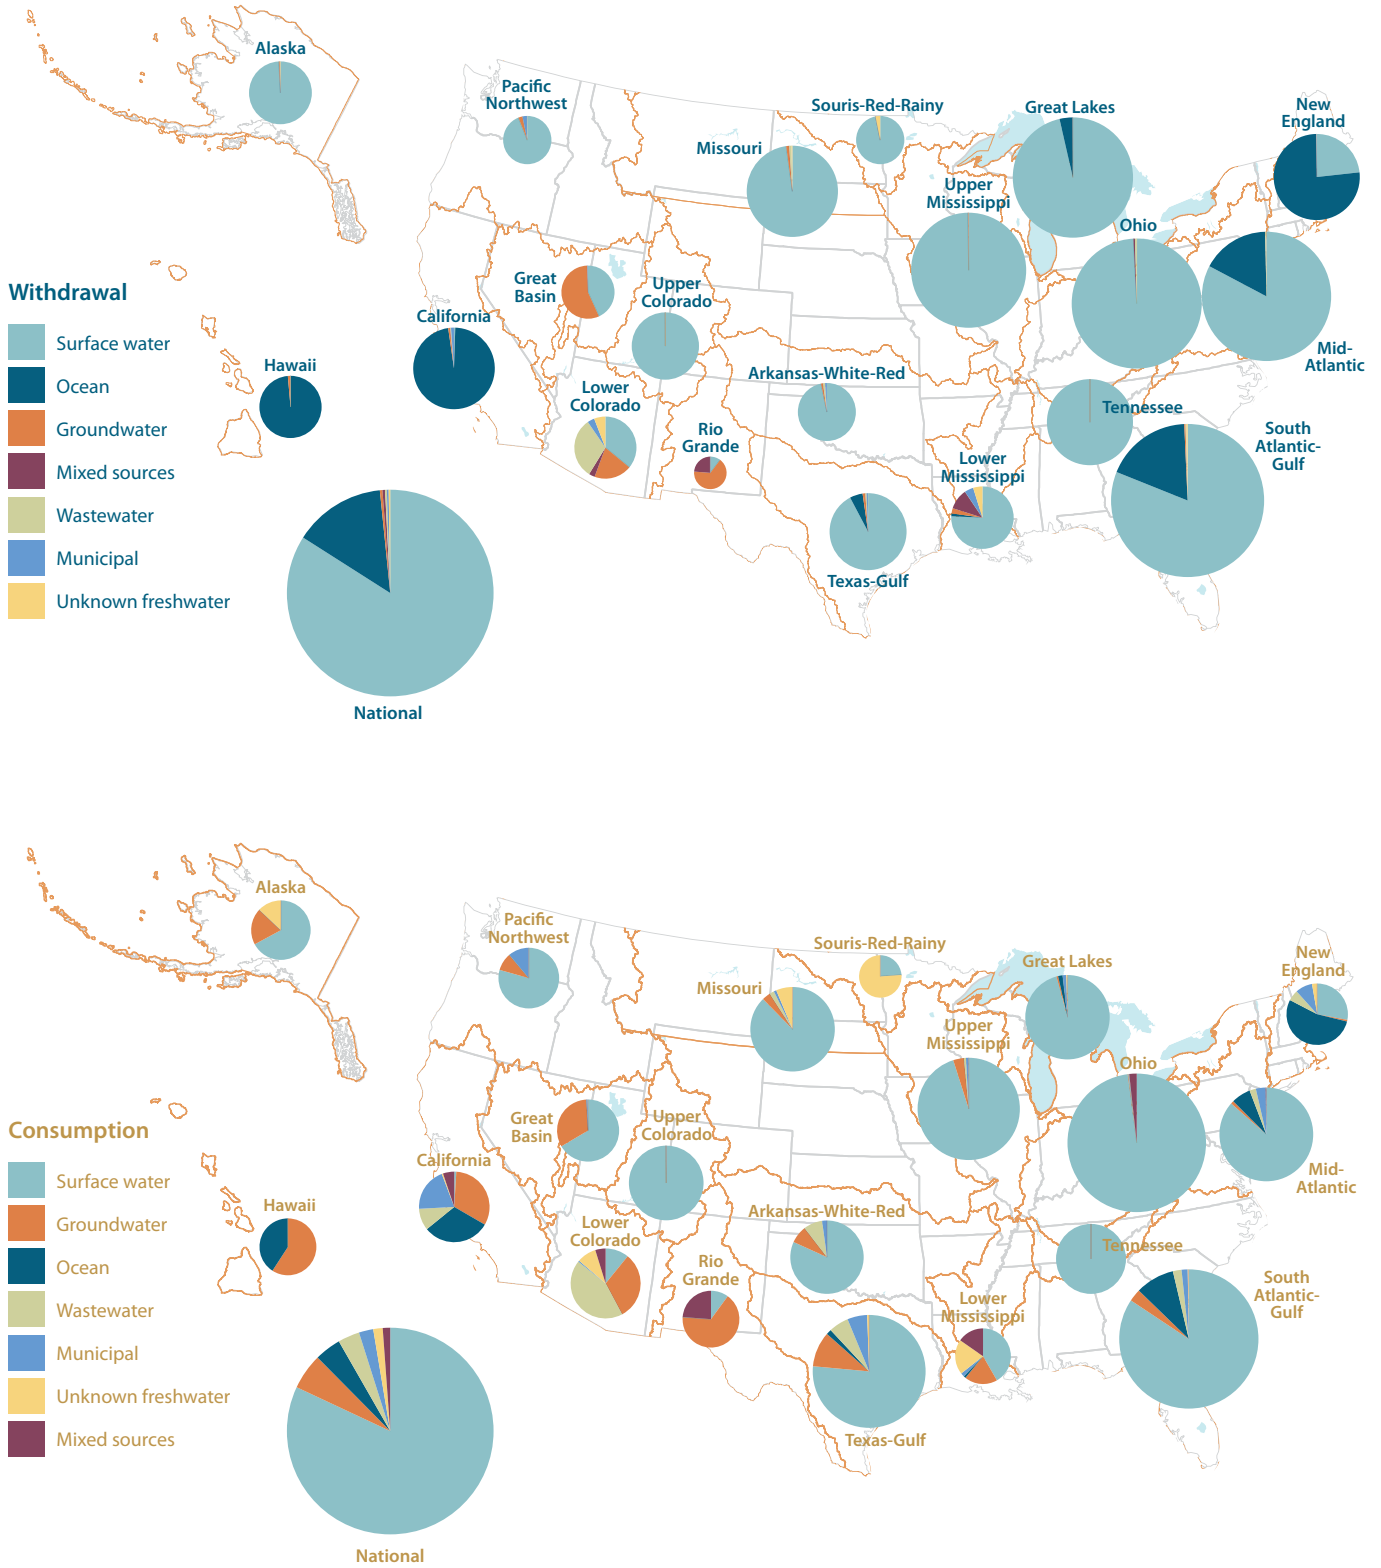 Alaska
Pacific
Northwest
Souris-Red-Rainy
Great Lakes
New
England
Missouri
Upper
Mississippi
Ohio
Great
Basin
Upper
Colorado
Withdrawal
Surface water
Ocean
Groundwater
Mixed sources
Wastewater
Municipal
Unknown freshwater
California
Hawaii
Mid-
Atlantic
Arkansas-White-Red
Lower
Colorado
Tennessee
Rio
Grande
South
Atlantic-
Gulf
Lower
Mississippi
Texas-Gulf
National
Alaska
Pacific
Northwest
Souris-Red-Rainy
Great Lakes
New
England
Missouri
Upper
Mississippi
Ohio
Great
Basin
Upper
Colorado
Consumption
Surface water
Groundwater
Ocean
Wastewater
Municipal
Unknown freshwater
Mixed sources
California
Hawaii
Mid-
Atlantic
Arkansas-White-Red
Lower
Colorado
Tennessee
Rio
Grande
South
Atlantic-
Gulf
Lower
Mississippi
Texas-Gulf
National